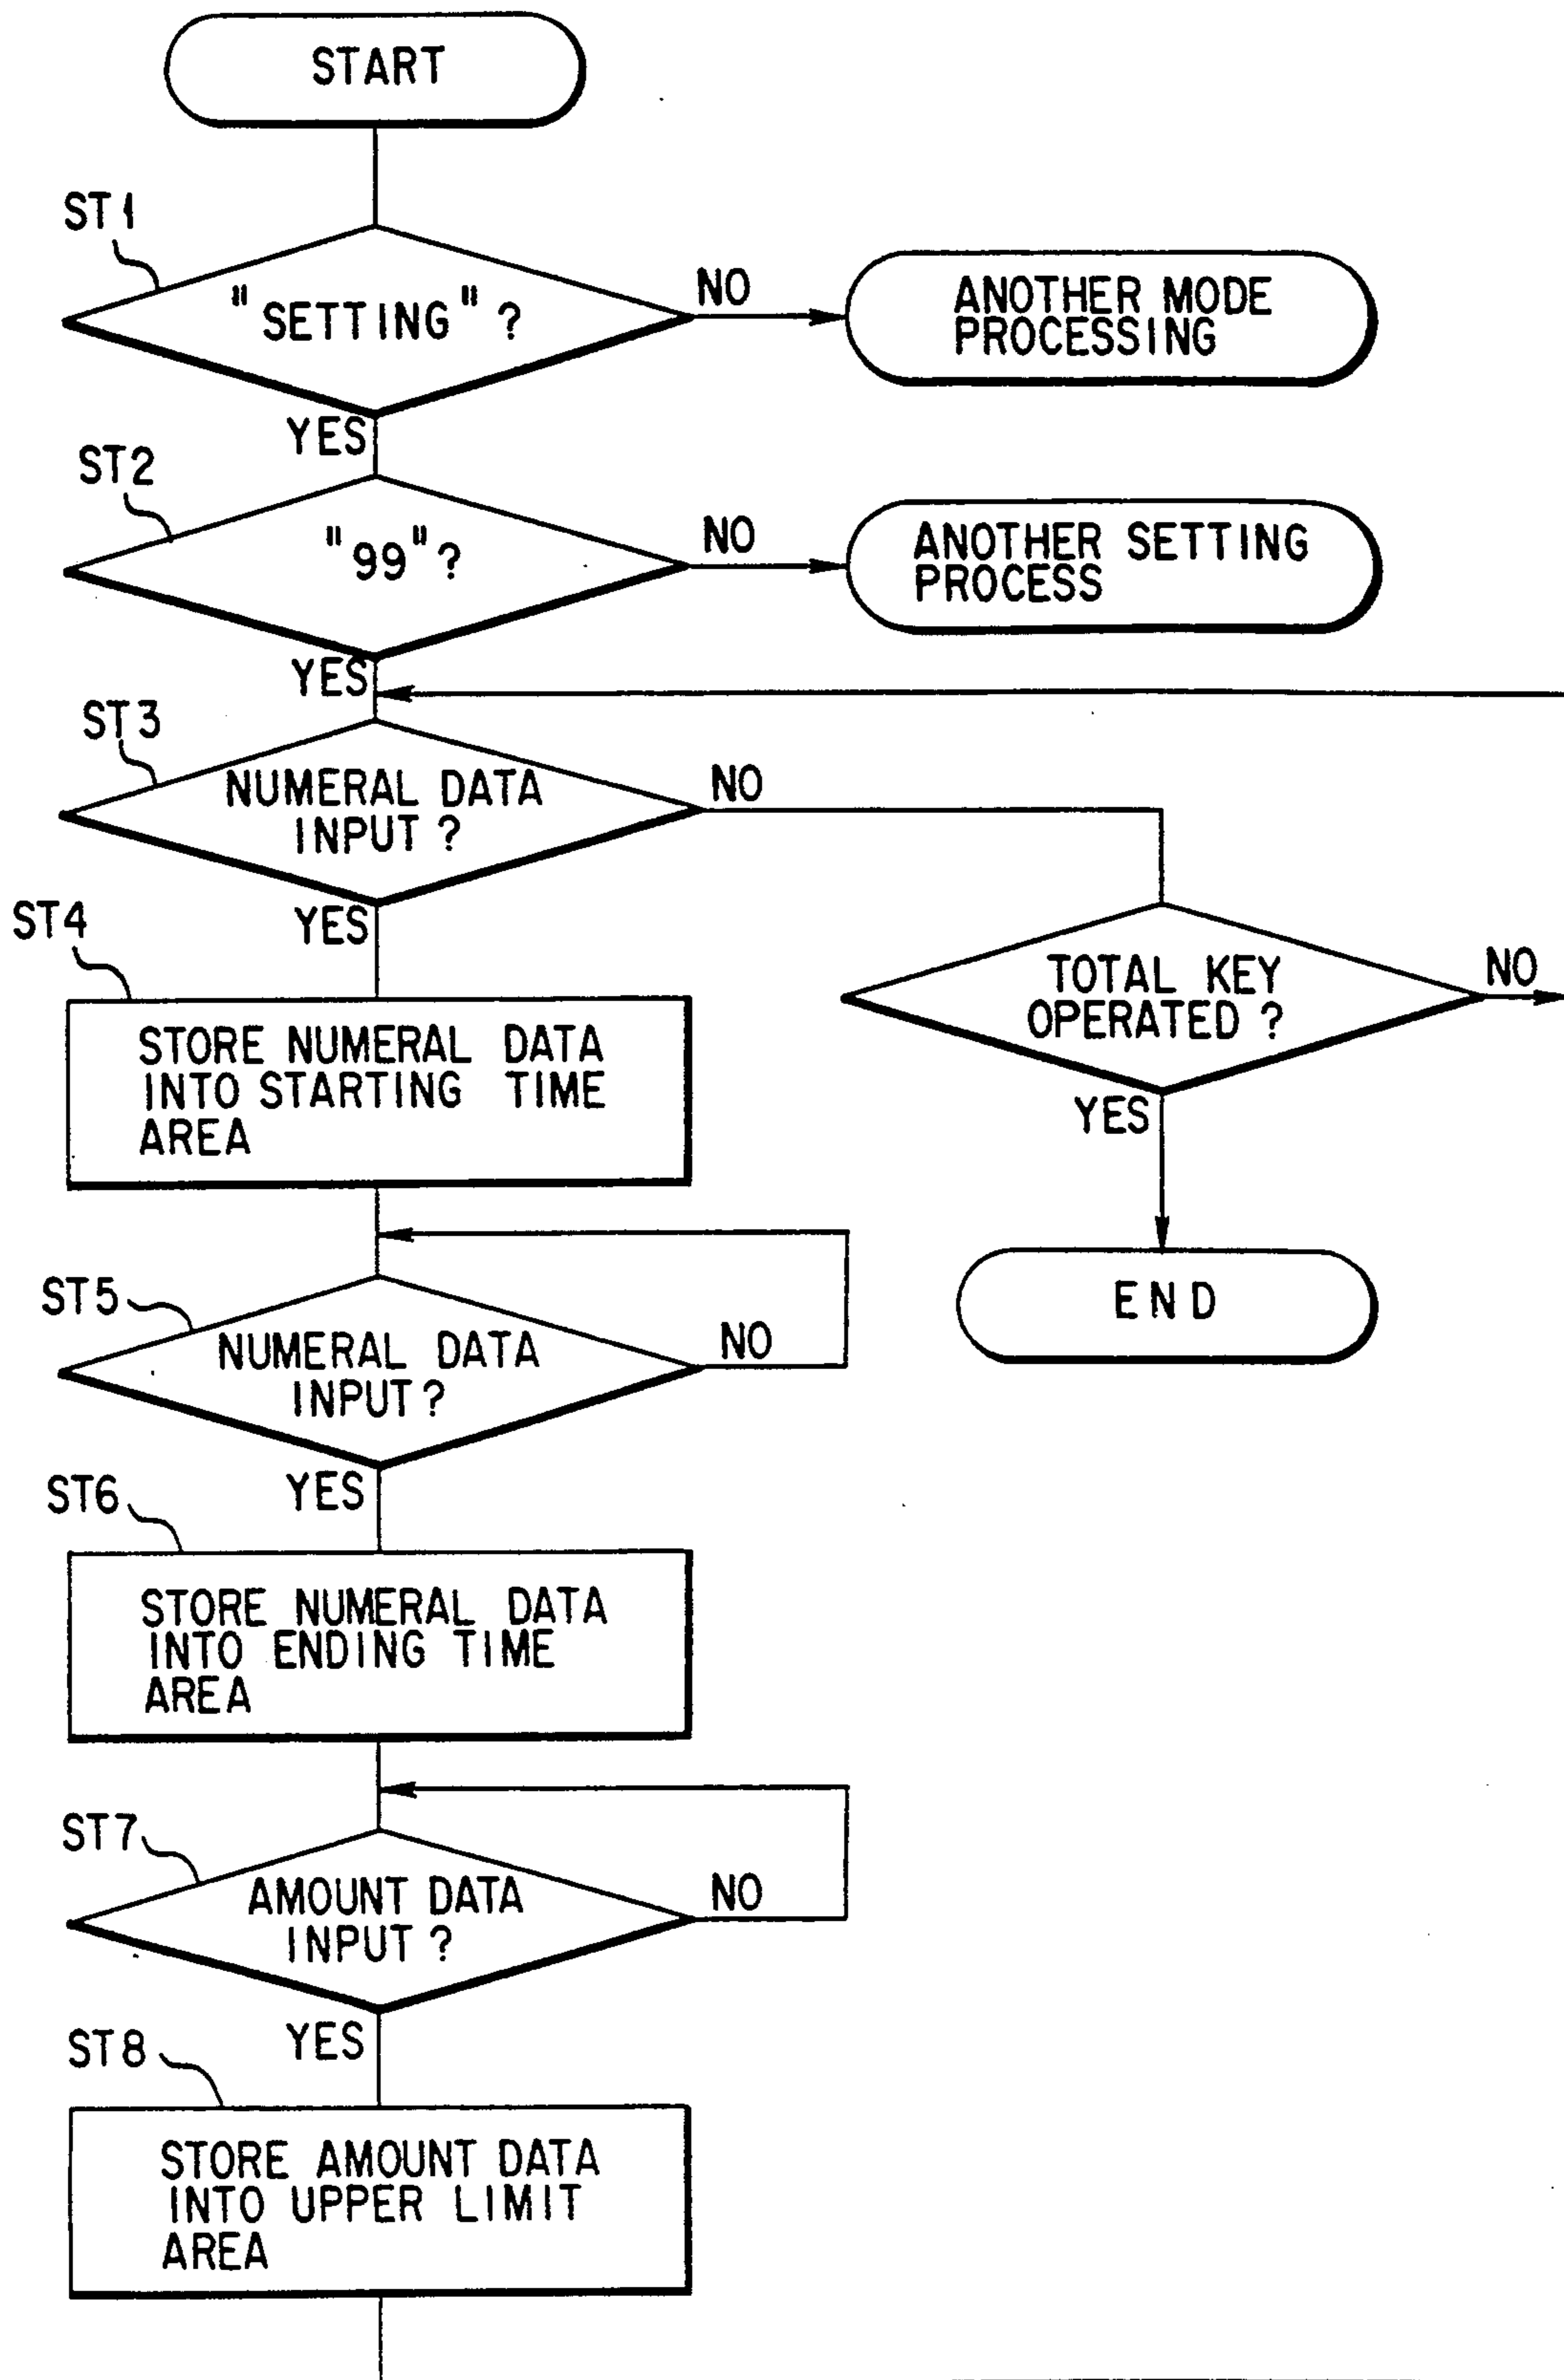 START
ST1
"SETTING" ?
NO
ANOTHER MODE
PROCESSING
YES
ST2
"99"?
NO
ANOTHER SETTING
PROCESS
YES
ST3
NUMERAL DATA
INPUT ?
NO
YES
ST4
TOTAL KEY
OPERATED ?
NO
STORE NUMERAL DATA
INTO STARTING TIME
AREA
YES
END
ST5
NUMERAL DATA
INPUT ?
NO
YES
ST6
STORE NUMERAL DATA
INTO ENDING TIME
AREA
ST7
AMOUNT DATA
INPUT ?
NO
YES
ST8
STORE AMOUNT DATA
INTO UPPER LIMIT
AREA